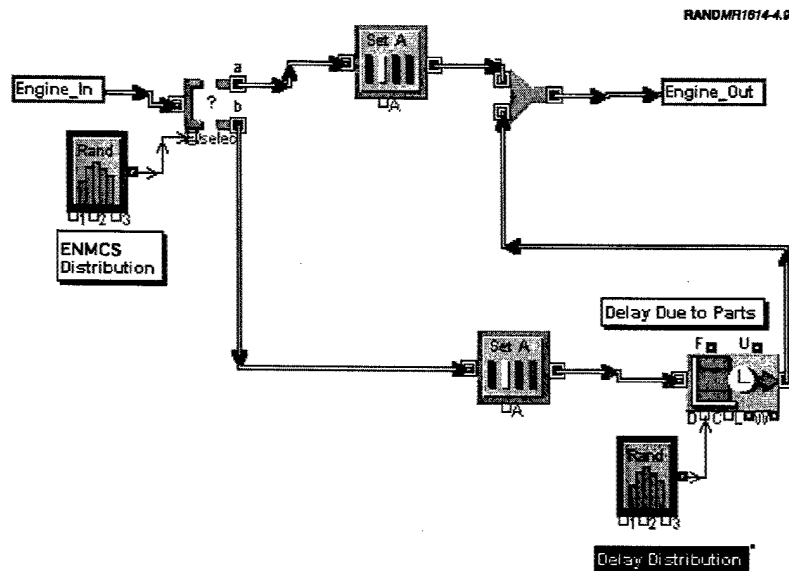 RANDMR1614-4.9
a
Set A
Engine_In
?
b
A
Engine_Out
select
Rand
1 2 3
ENMCS
Distribution
Delay Due to Parts
F U
Set A
L
A
D C L W
Rand
1 2 3
Delay Distribution